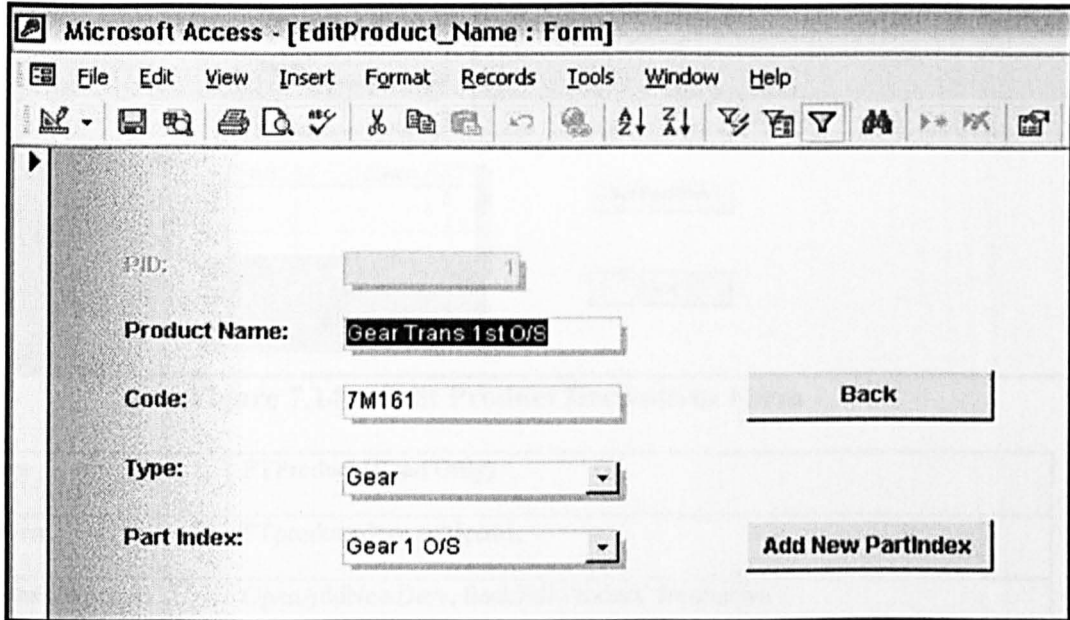 Microsoft Access - [EditProduct_Name : Form]
File Edit View Insert Format Records Tools Window Help
PID: 1
Product Name: Gear Trans 1st O/S
Code: 7M161 Back
Type: Gear
Part Index: Gear 1 O/S Add New PartIndex